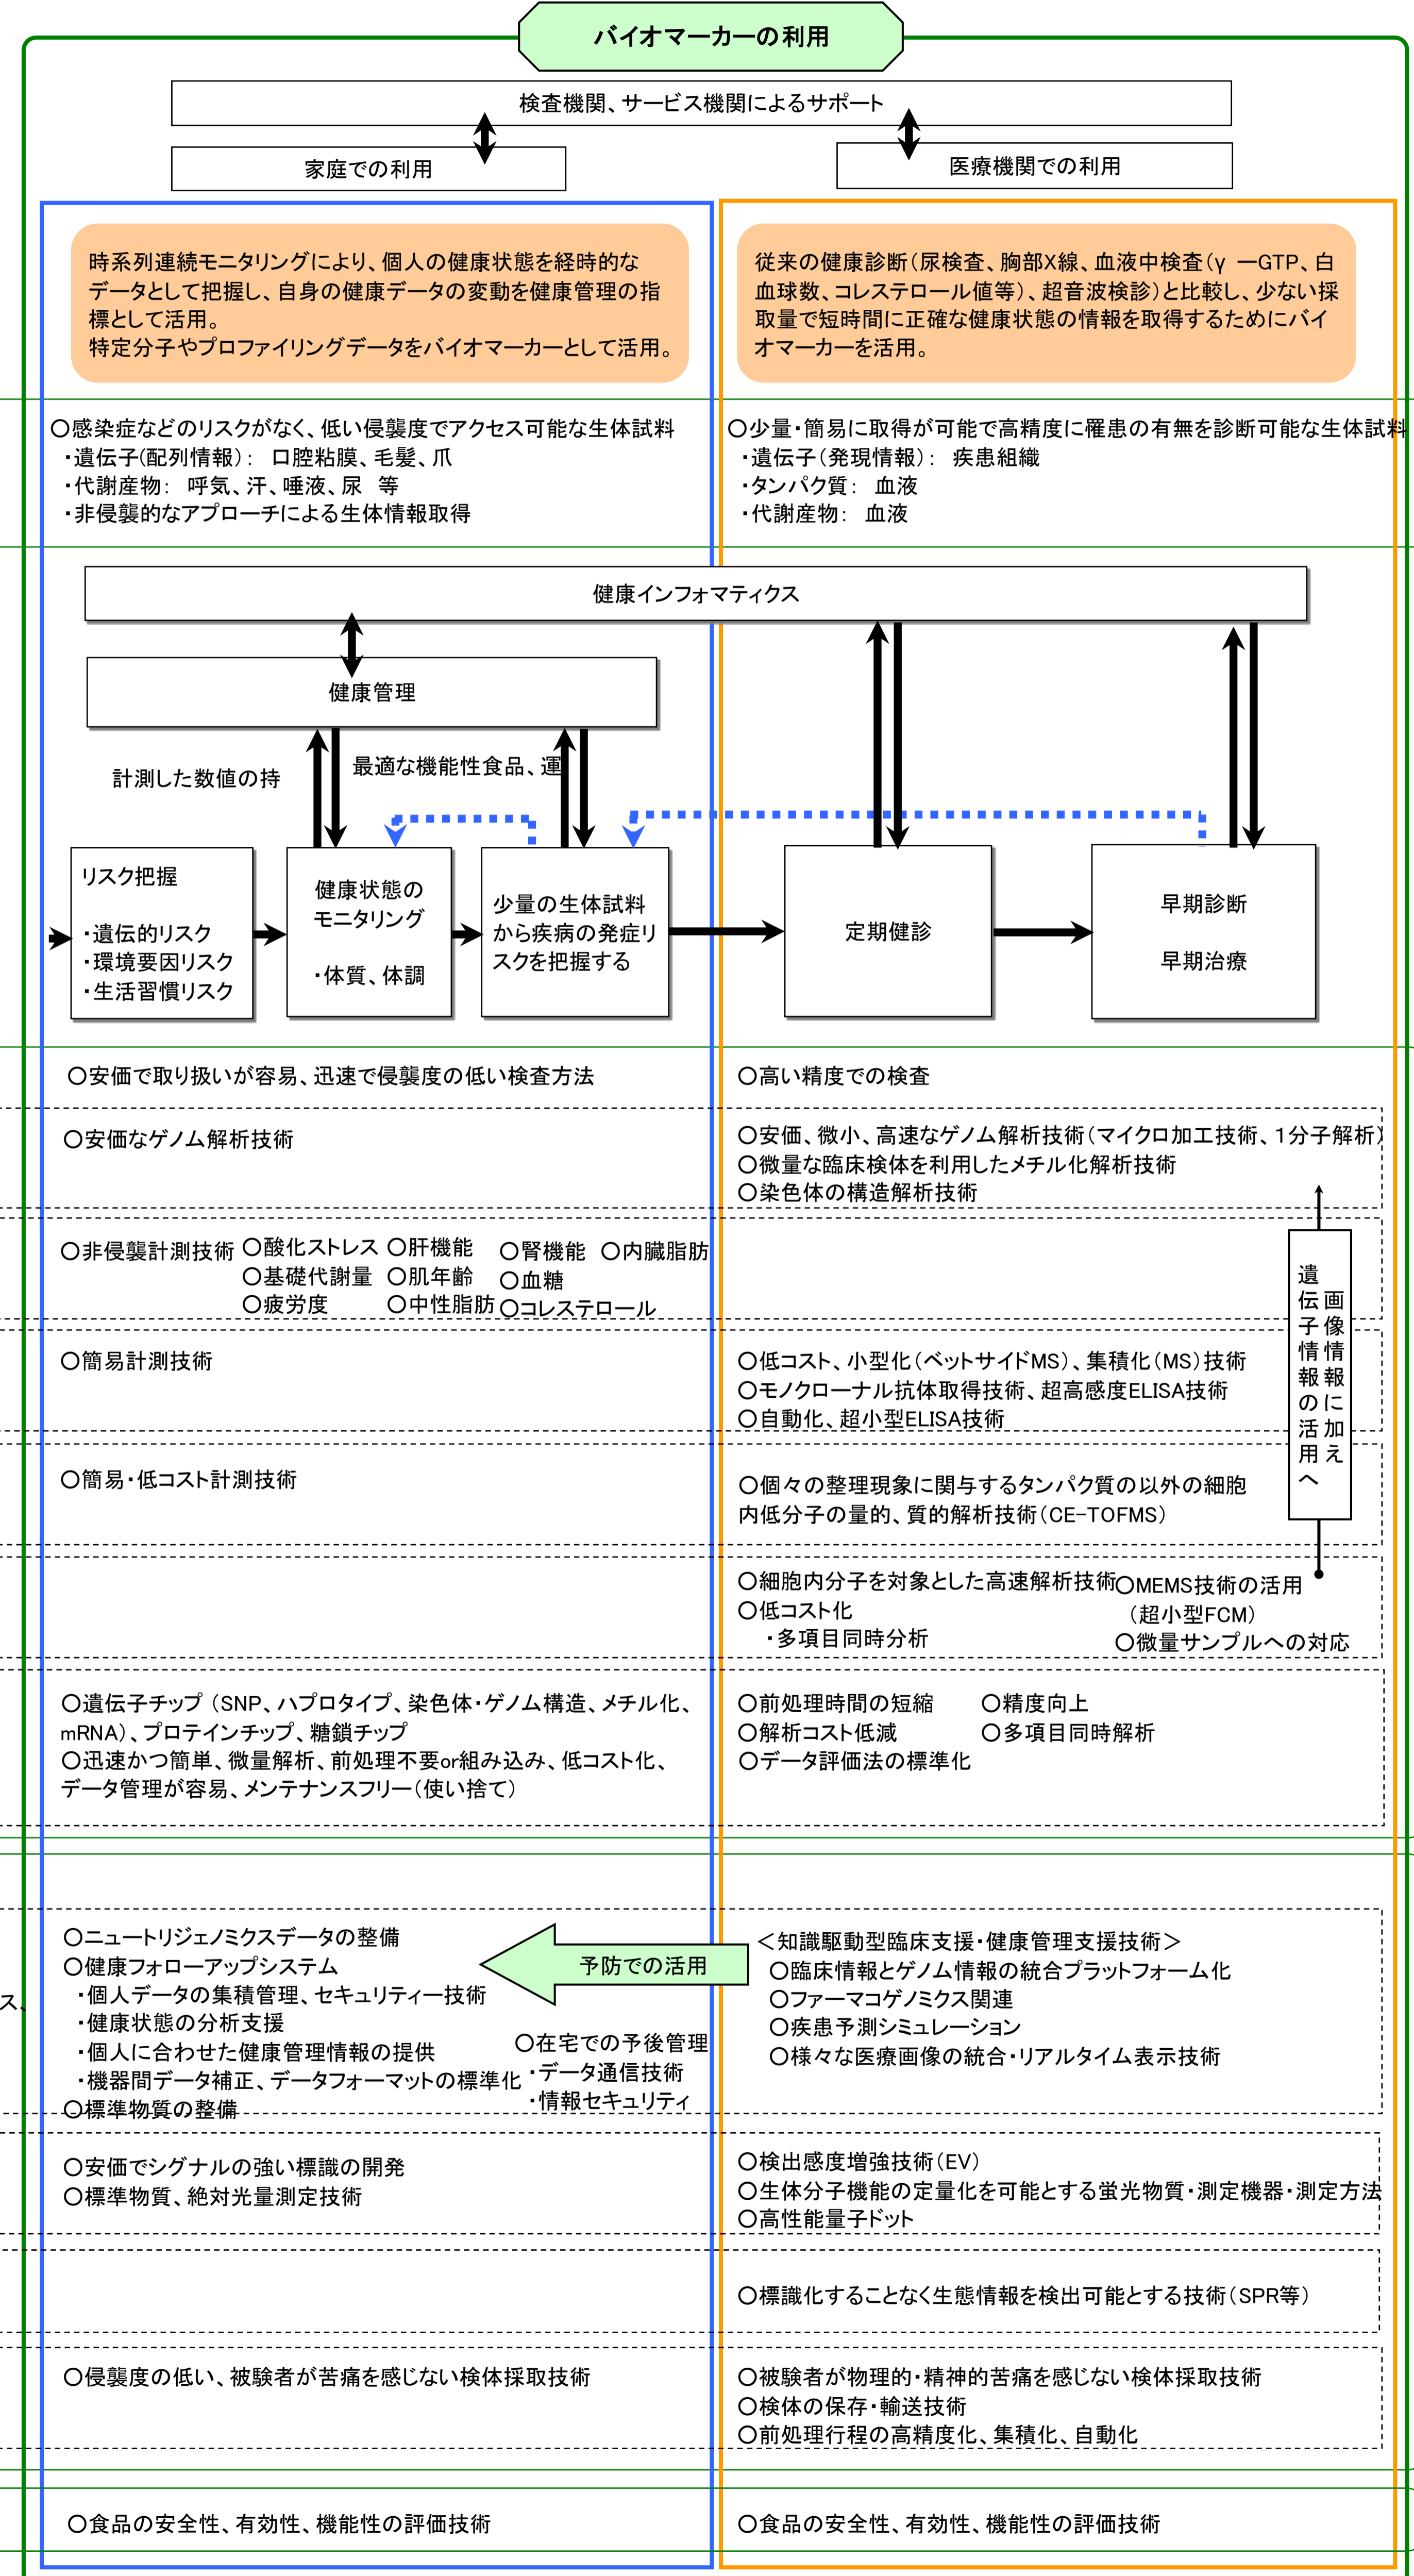 バイオマーカーの利用
検査機関、サービス機関によるサポート
家庭での利用
医療機関での利用
時系列連続モニタリングにより、個人の健康状態を経時的な
データとして把握し、自身の健康データの変動を健康管理の指
標として活用。
特定分子やプロファイリングデータをバイオマーカーとして活用。
従来の健康診断（尿検査、胸部X線、血液中検査（γ ーGTP、白
血球数、コレステロール値等）、超音波検診）と比較し、少ない採
取量で短時間に正確な健康状態の情報を取得するためにバイ
オマーカーを活用。
○感染症などのリスクがなく、低い侵襲度でアクセス可能な生体試料
・遺伝子(配列情報)： 口腔粘膜、毛髪、爪
・代謝産物： 呼気、汗、唾液、尿 等
・非侵襲的なアプローチによる生体情報取得
○少量・簡易に取得が可能で高精度に罹患の有無を診断可能な生体試料
・遺伝子（発現情報）： 疾患組織
・タンパク質： 血液
・代謝産物： 血液
健康インフォマティクス
健康管理
計測した数値の持
最適な機能性食品、運
リスク把握
・遺伝的リスク
・環境要因リスク
・生活習慣リスク
健康状態の
モニタリング
・体質、体調
少量の生体試料
から疾病の発症リ
スクを把握する
定期健診
早期診断
早期治療
○安価で取り扱いが容易、迅速で侵襲度の低い検査方法
○高い精度での検査
○安価なゲノム解析技術
○安価、微小、高速なゲノム解析技術（マイクロ加工技術、１分子解析）
○微量な臨床検体を利用したメチル化解析技術
○染色体の構造解析技術
○非侵襲計測技術
○酸化ストレス
○基礎代謝量
○疲労度
○肝機能
○肌年齢
○中性脂肪
○腎機能 ○内臓脂肪
○血糖
○コレステロール
画像情報に加え
遺伝子情報の活用へ
○簡易計測技術
○低コスト、小型化（ベットサイドMS）、集積化（MS）技術
○モノクローナル抗体取得技術、超高感度ELISA技術
○自動化、超小型ELISA技術
○簡易・低コスト計測技術
○個々の整理現象に関与するタンパク質の以外の細胞
内低分子の量的、質的解析技術（CE-TOFMS）
○細胞内分子を対象とした高速解析技術
○低コスト化
・多項目同時分析
○MEMS技術の活用
（超小型FCM）
○微量サンプルへの対応
○遺伝子チップ （SNP、ハプロタイプ、染色体・ゲノム構造、メチル化、
mRNA）、プロテインチップ、糖鎖チップ
○迅速かつ簡単、微量解析、前処理不要or組み込み、低コスト化、
データ管理が容易、メンテナンスフリー（使い捨て）
○前処理時間の短縮
○解析コスト低減
○データ評価法の標準化
○精度向上
○多項目同時解析
○ニュートリジェノミクスデータの整備
○健康フォローアップシステム
・個人データの集積管理、セキュリティー技術
・健康状態の分析支援
・個人に合わせた健康管理情報の提供
・機器間データ補正、データフォーマットの標準化
○標準物質の整備
ス、
○在宅での予後管理
・データ通信技術
・情報セキュリティ
予防での活用
＜知識駆動型臨床支援・健康管理支援技術＞
○臨床情報とゲノム情報の統合プラットフォーム化
○ファーマコゲノミクス関連
○疾患予測シミュレーション
○様々な医療画像の統合・リアルタイム表示技術
○安価でシグナルの強い標識の開発
○標準物質、絶対光量測定技術
○検出感度増強技術（EV）
○生体分子機能の定量化を可能とする蛍光物質・測定機器・測定方法
○高性能量子ドット
○標識化することなく生態情報を検出可能とする技術（SPR等）
○侵襲度の低い、被験者が苦痛を感じない検体採取技術
○被験者が物理的・精神的苦痛を感じない検体採取技術
○検体の保存・輸送技術
○前処理行程の高精度化、集積化、自動化
○食品の安全性、有効性、機能性の評価技術
○食品の安全性、有効性、機能性の評価技術